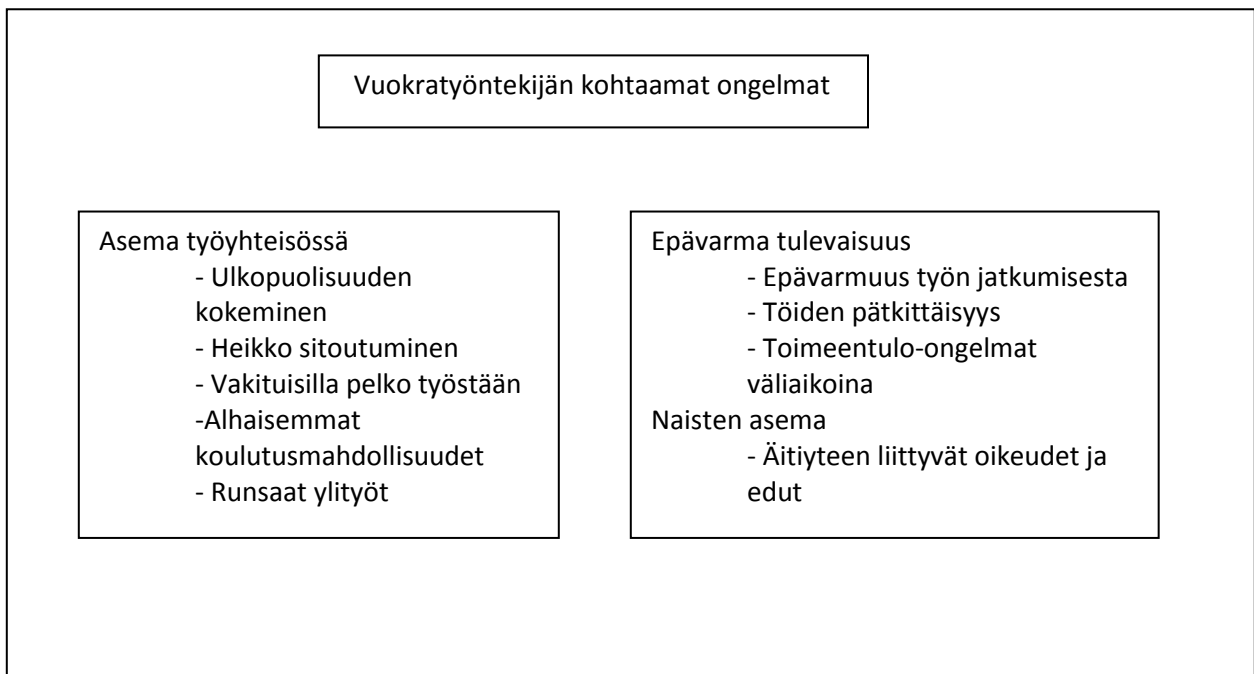 Vuokratyöntekijän kohtaamat ongelmat
Asema työyhteisössä
- Ulkopuolisuuden
kokeminen
- Heikko sitoutuminen
- Vakituisilla pelko työstään
-Alhaisemmat
koulutusmahdollisuudet
- Runsaat ylityöt
Epävarma tulevaisuus
- Epävarmuus työn jatkumisesta
- Töiden pätkittäisyys
- Toimeentulo-ongelmat
väliaikoina
Naisten asema
- Äitiyteen liittyvät oikeudet ja
edut